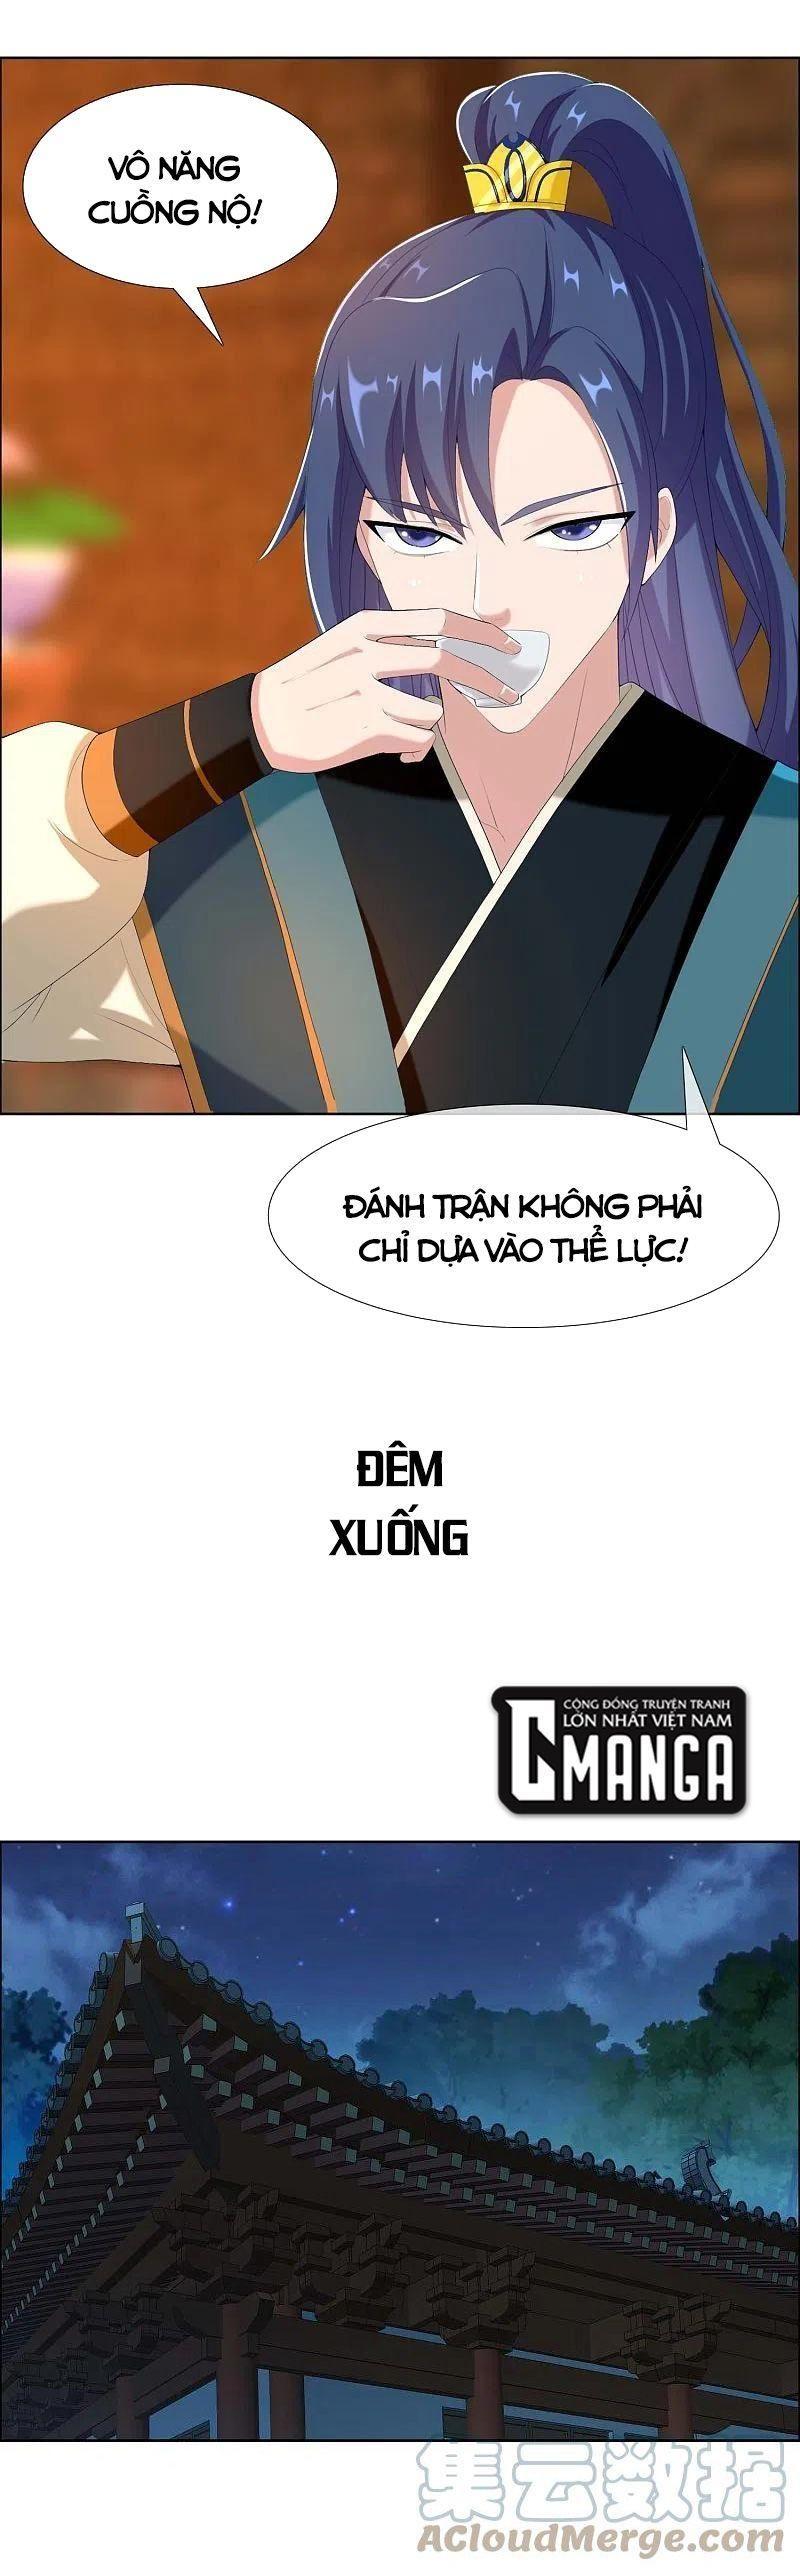 VÔ NĂNG
CUỒNG NỘ!
ĐÁNH TRẬN KHÔNG PHẢI
CHỈ DỰA VÀO THỂ LỰC!
ĐÊM
XUỐNG
CỘNG ĐỒNG TRUYỆN TRANH
LỚN NHẤT VIỆT NAM
CMANGA
集云数据
AcloudMerge.com